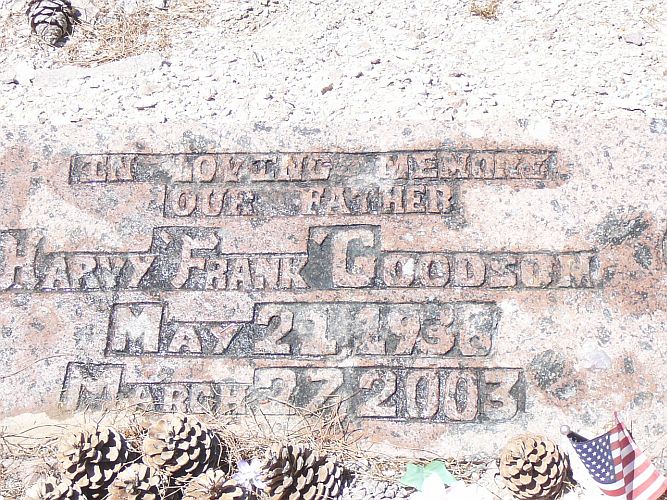 IN LOVING MEMORY
OUR FATHER
HARVY FRANK GOODSON
MAY 21 1936
MARCH 27 2003